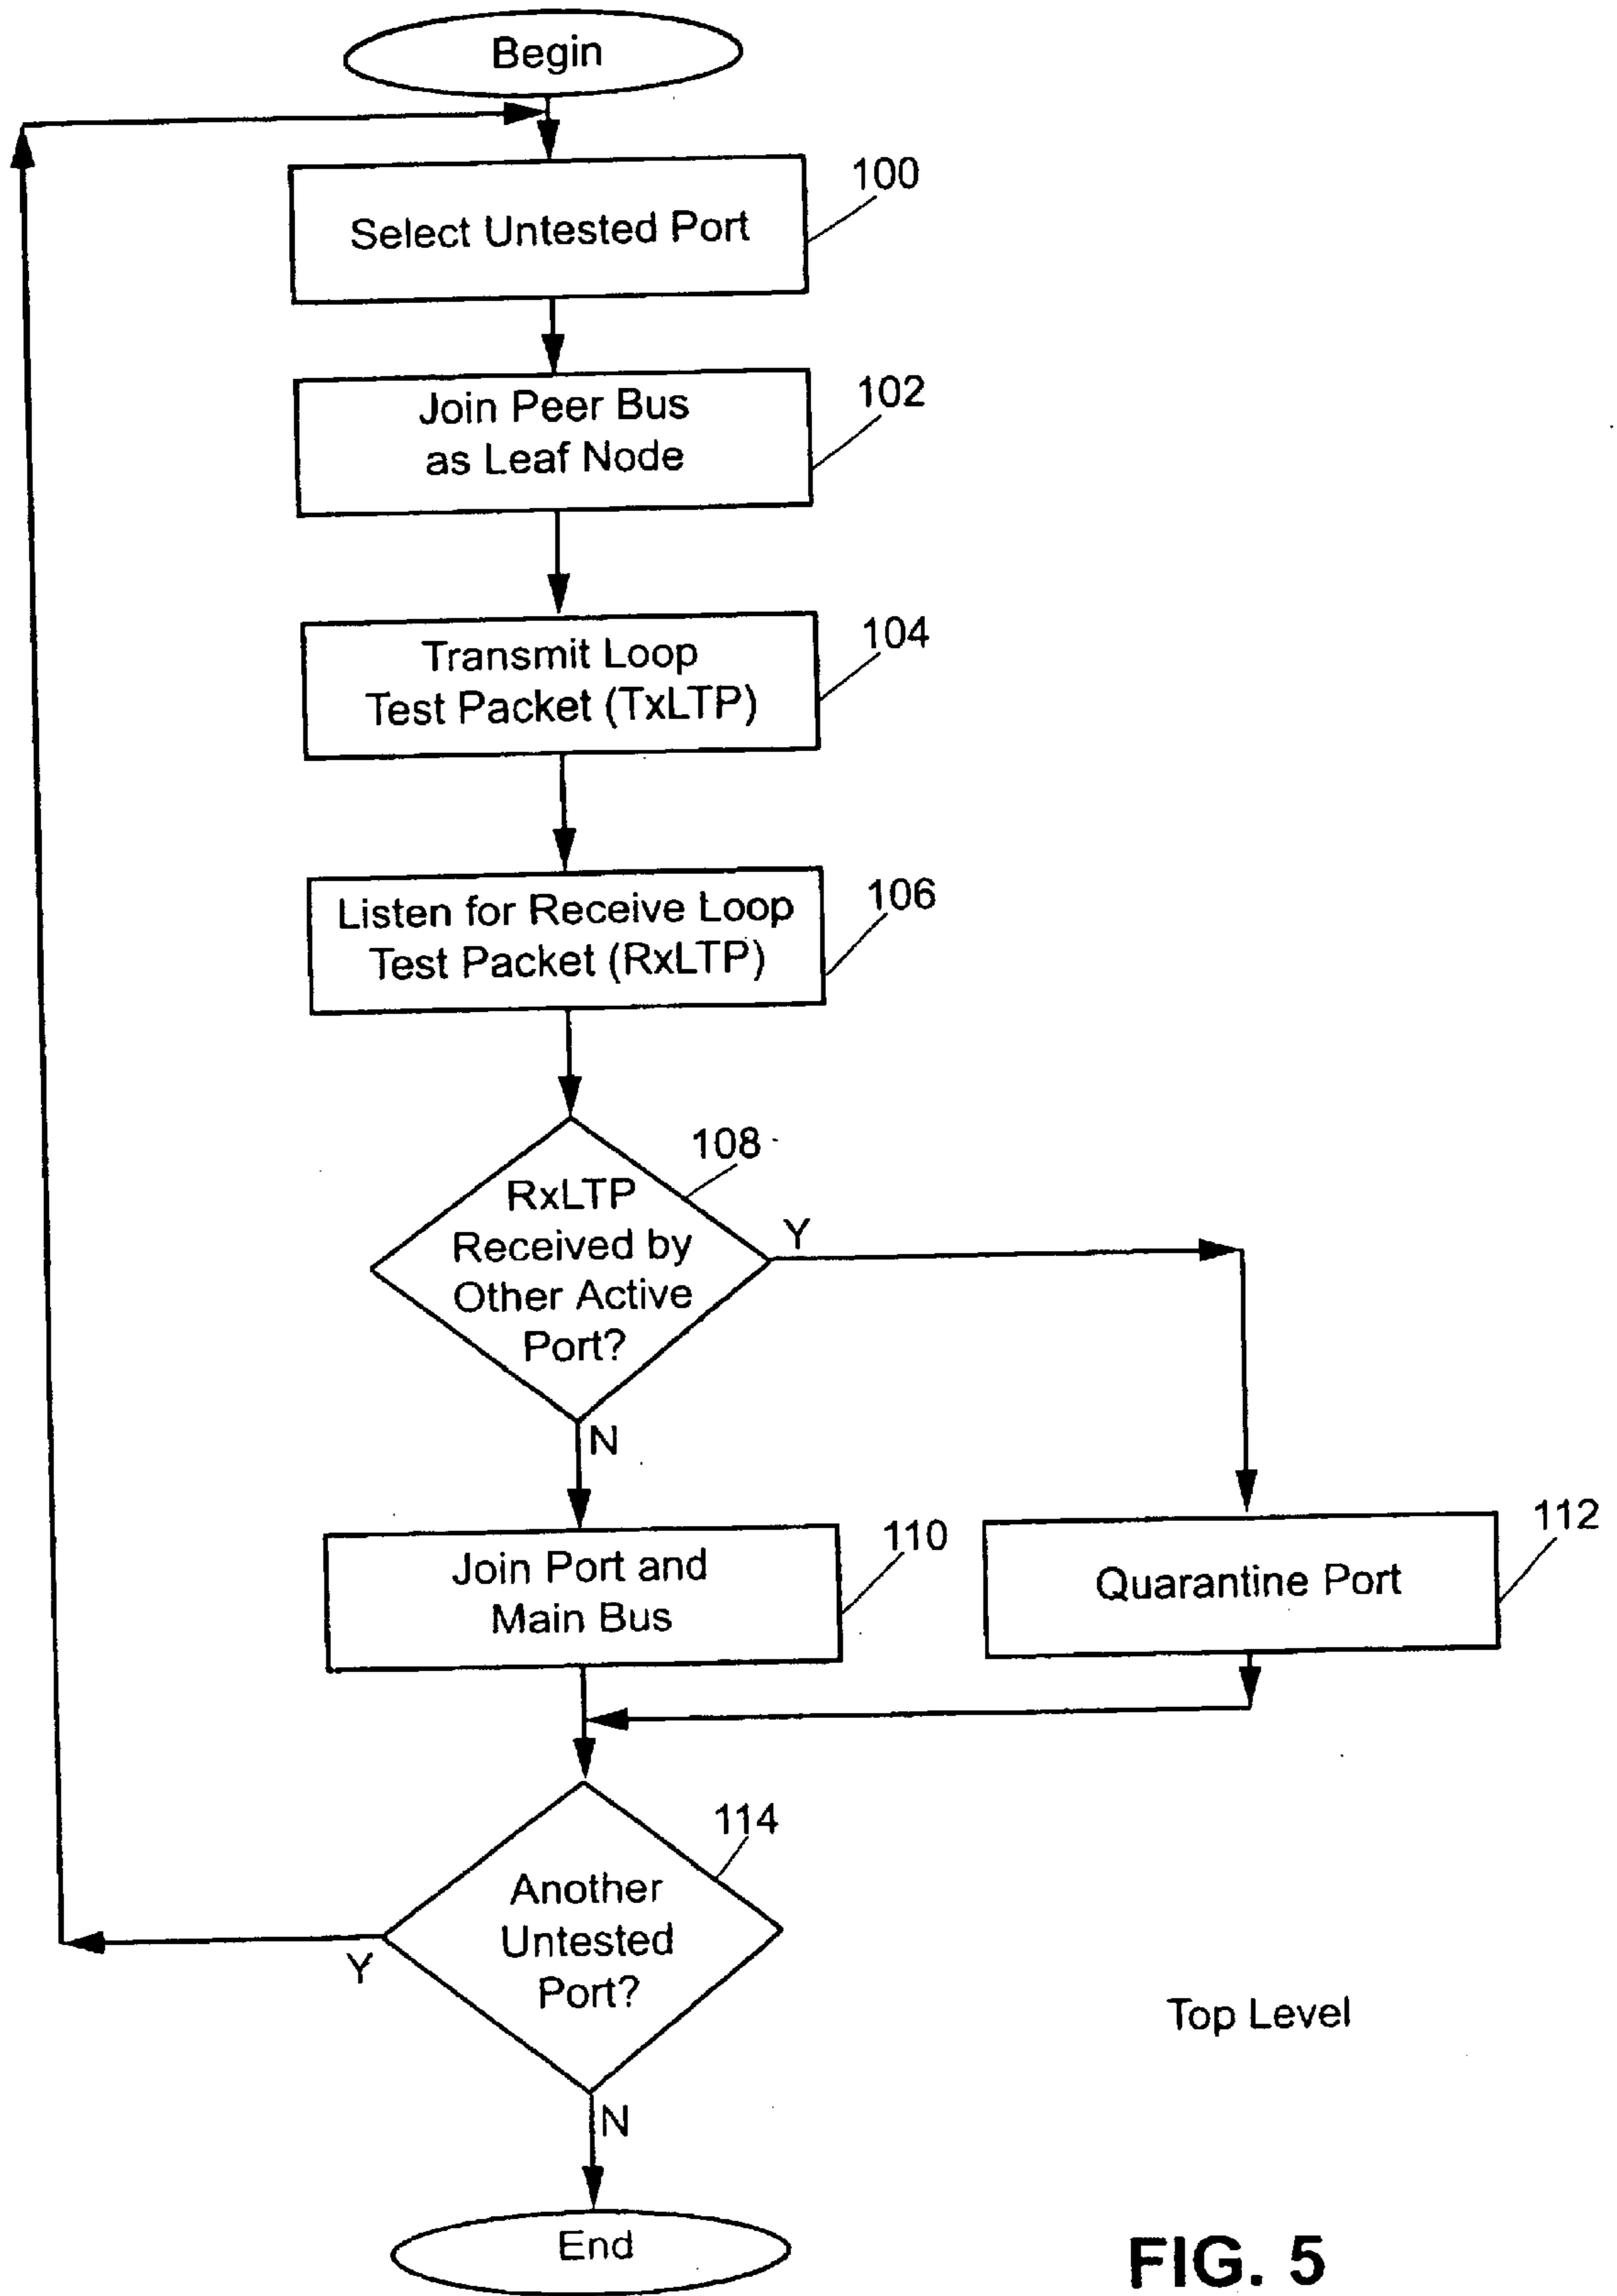 Begin
100
Select Untested Port
102
Join Peer Bus
as Leaf Node
104
Transmit Loop
Test Packet (TxLTP)
106
Listen for Receive Loop
Test Packet (RxLTP)
108
RxLTP
Received by
Other Active
Port?
Y
N
110
Join Port and
Main Bus
112
Quarantine Port
114
Another
Untested
Port?
Y
Top Level
N
End
FIG. 5